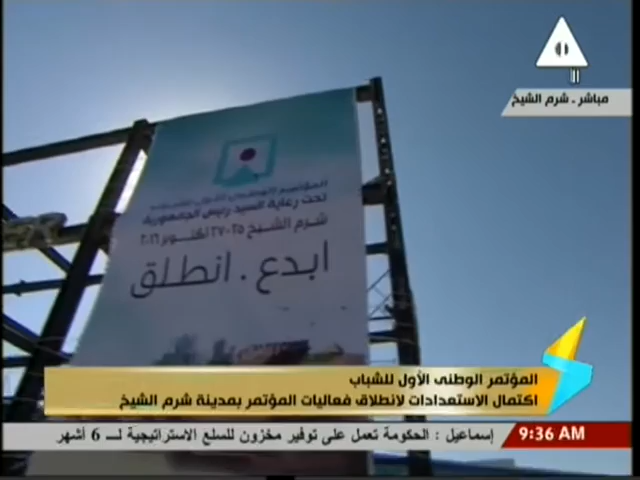 مباشر - شرم الشيخ
المؤتمر الوطني الأول للشباب
تحت رعاية السيد رئيس الجمهورية
شرم الشيخ ٢٥-٢٧ أكتوبر ٢٠١٦
ابدع . انطلق
المؤتمر الوطنى الأول للشباب
اكتمال الاستعدادات لانطلاق فعاليات المؤتمر بمدينة شرم الشيخ
9:36 AM
إسماعيل : الحكومة تعمل على توفير مخزون للسلع الاستراتيجية لـ 6 أشهر